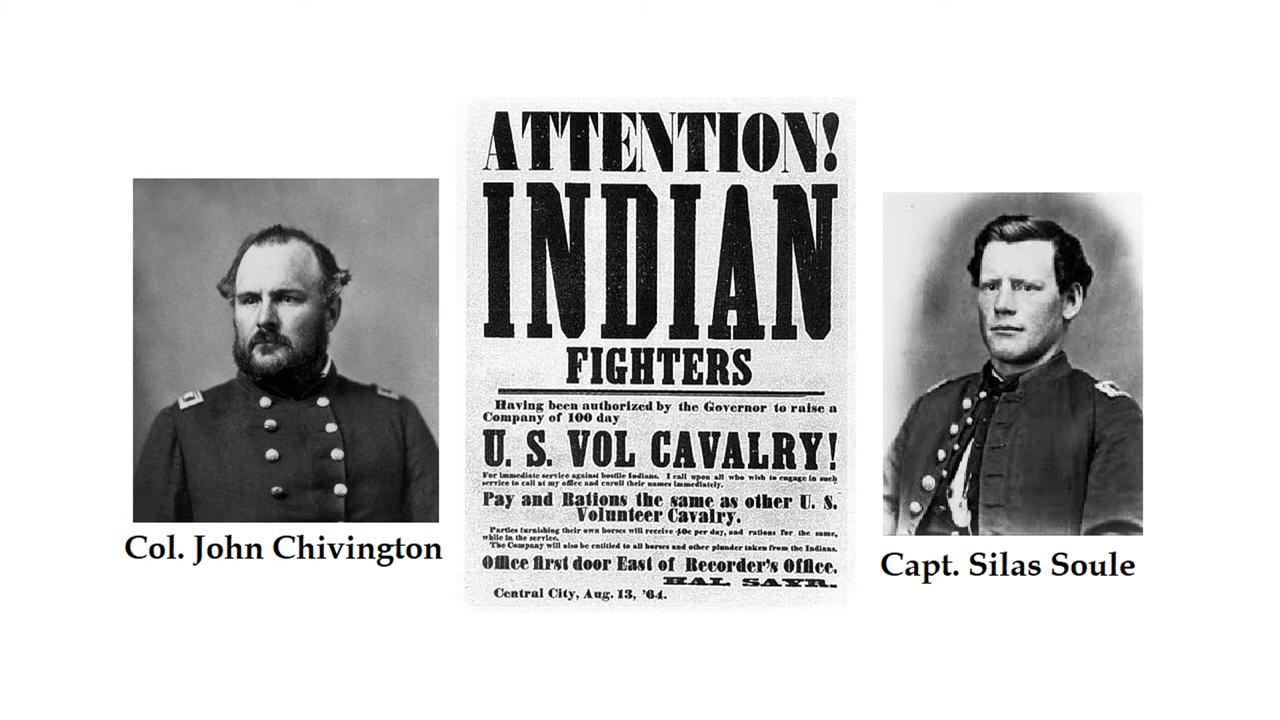 ATTENTION!
INDIAN
FIGHTERS
Having been authorized by the Governor to raise a
Company of 100 day
U. S. VOL CAVALRY!
For immediate service against hostile Indians. I call upon all who wish to engage in such
service to call at my office and enroll their names immediately.
Pay and Rations the same as other U. S.
Volunteer Cavalry.
Parties furnishing their own horses will receive 40c per day, and rations for the same,
while in the service.
The Company will also be entitled to all horses and other plunder taken from the Indians.
Office first door East of Recorder's Office.
HAL SAYR.
Central City, Aug. 13, '64.
Col. John Chivington
Capt. Silas Soule